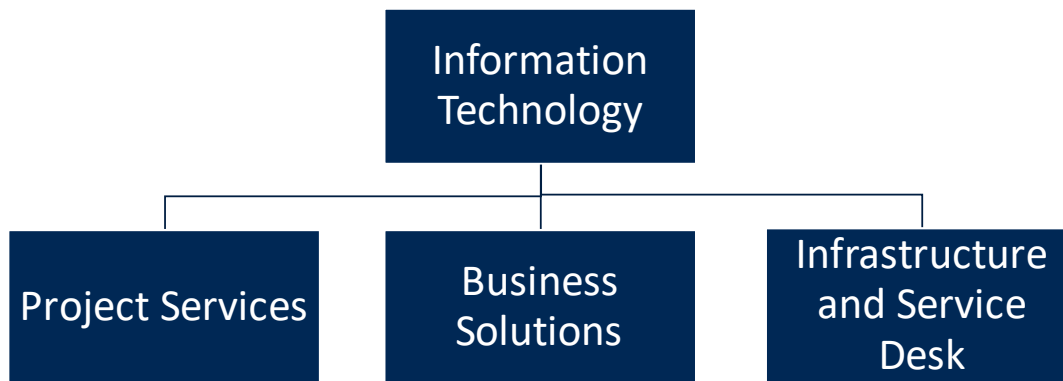 Information
Technology
Project Services
Business
Solutions
Infrastructure
and Service
Desk